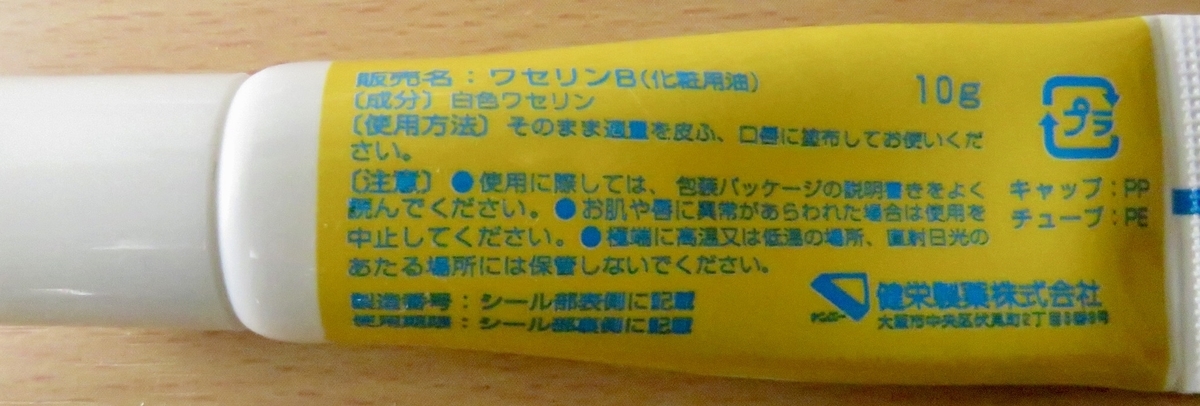 販売名：ワセリンB(化粧用油)
10g
〔成分〕白色ワセリン
〔使用方法〕そのまま適量を皮ふ、口唇に塗布してお使いくだ
さい。
〔注意〕●使用に際しては、包装パッケージの説明書きをよく
読んでください。●お肌や唇に異常があらわれた場合は使用を
中止してください。●極端に高温又は低温の場所、直射日光の
あたる場所には保管しないでください。
製造番号：シール部表側に記載
使用期限：シール部表側に記載
プラ
キャップ：PP
チューブ：PE
ケンエー
健栄製薬株式会社
大阪市中央区伏見町2丁目5番8号